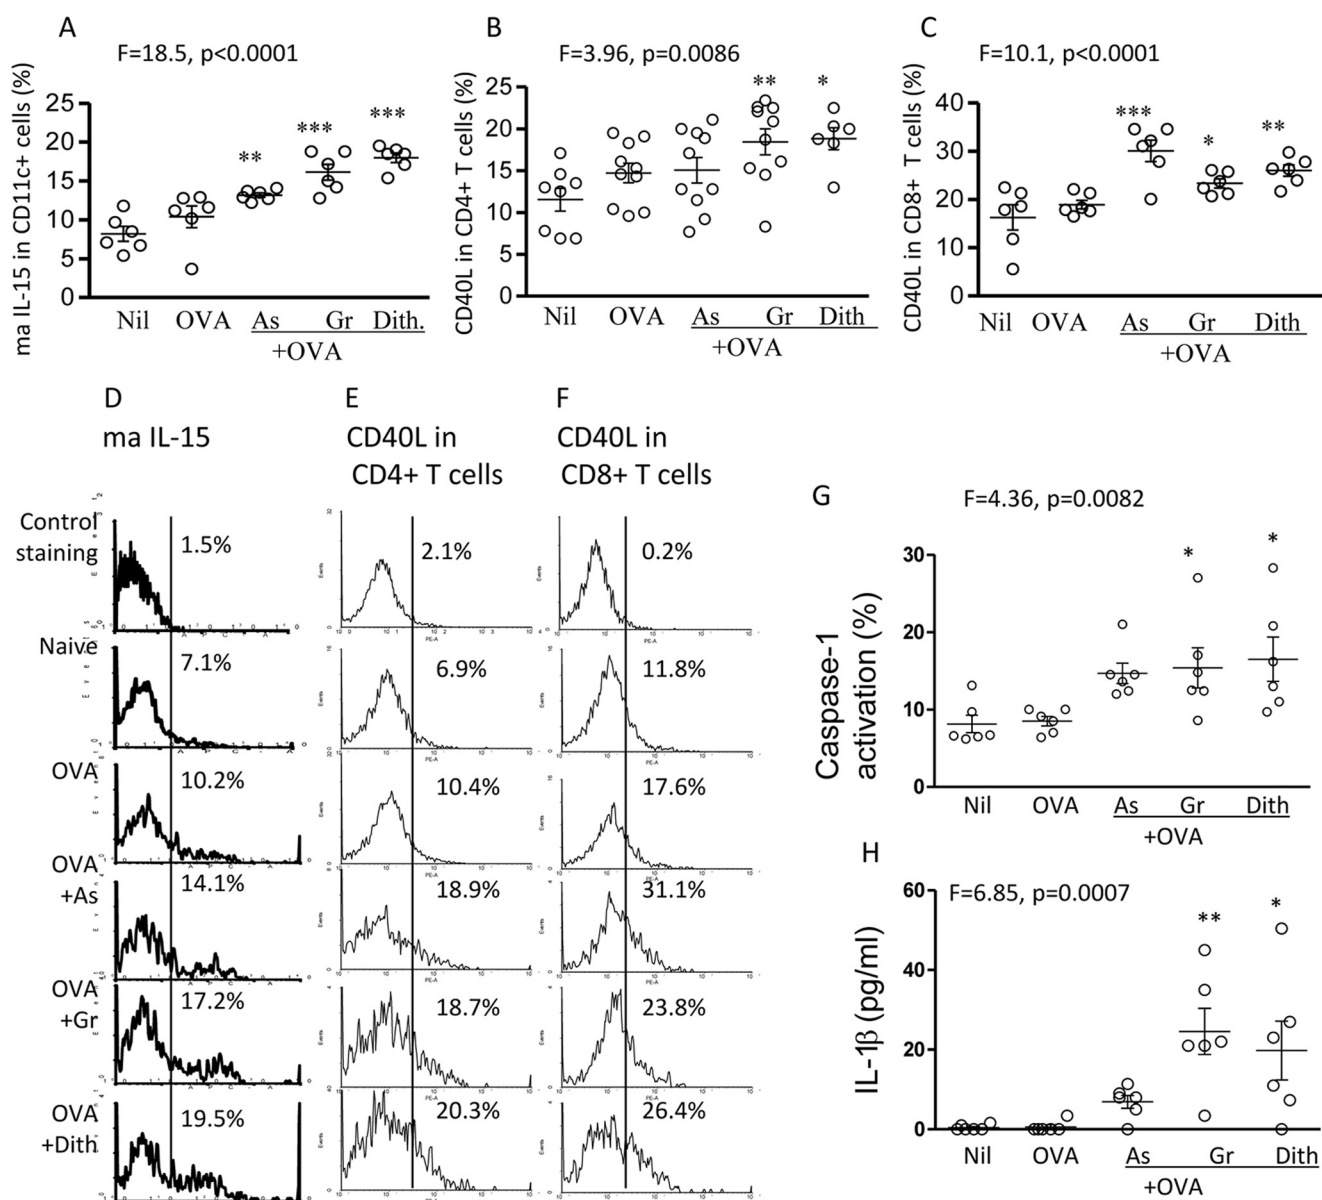 A
F=18.5, p<0.0001
ma IL-15 in CD11c+ cells (%)
25
20
15
10
5
0
**
***
***
Nil OVA As Gr Dith.
+OVA
B
F=3.96, p=0.0086
CD40L in CD4+ T cells (%)
25
20
15
10
5
0
**
*
Nil OVA As Gr Dith
+OVA
C
F=10.1, p<0.0001
CD40L in CD8+ T cells (%)
40
30
20
10
0
***
*
**
Nil OVA As Gr Dith
+OVA
D
ma IL-15
E
CD40L in
CD4+ T cells
F
CD40L in
CD8+ T cells
Control
staining
1.5%
2.1%
0.2%
Naive
7.1%
6.9%
11.8%
OVA
10.2%
10.4%
17.6%
OVA
+As
14.1%
18.9%
31.1%
OVA
+Gr
17.2%
18.7%
23.8%
OVA
+Dith
19.5%
20.3%
26.4%
G
F=4.36, p=0.0082
Caspase-1
activation (%)
30
20
10
0
*
*
Nil OVA As Gr Dith
+OVA
H
F=6.85, p=0.0007
IL-1β (pg/ml)
60
40
20
0
**
*
Nil OVA As Gr Dith
+OVA